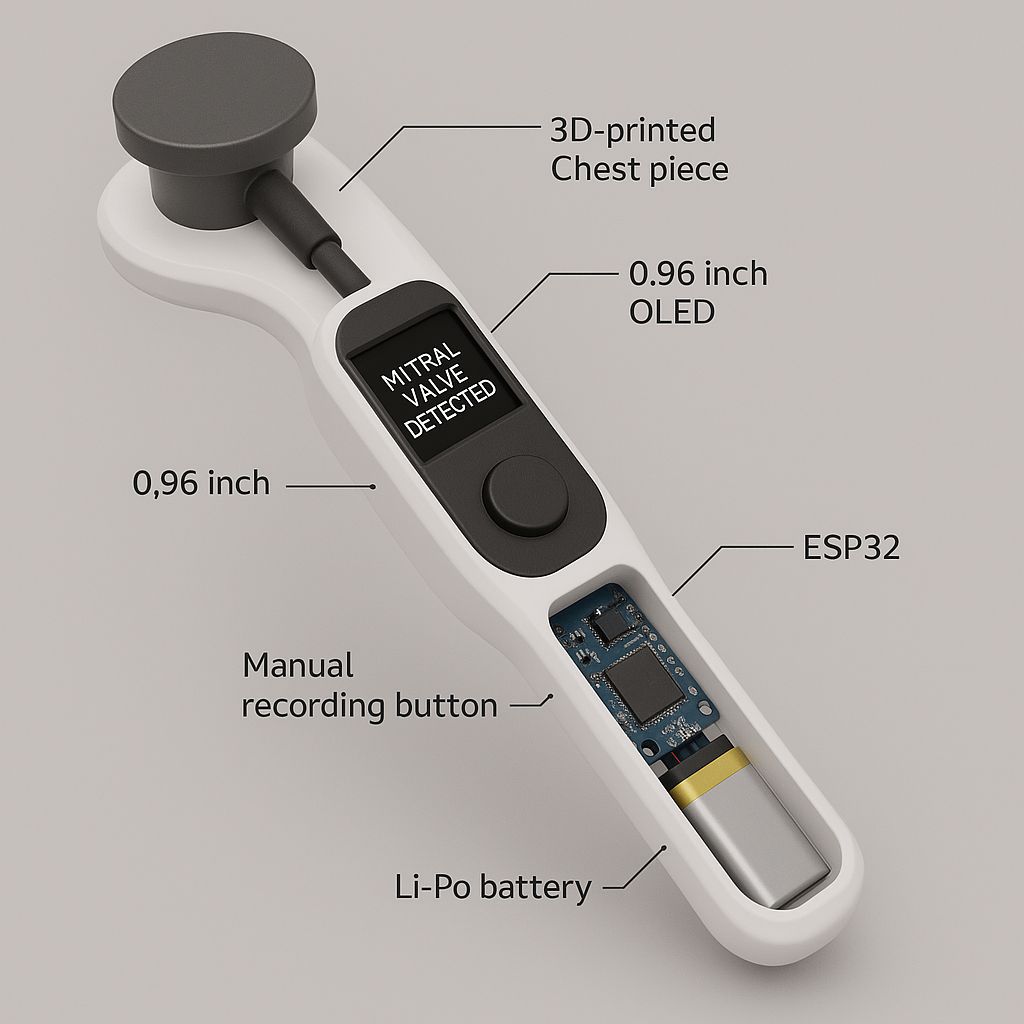 3D-printed
Chest piece
0.96 inch
OLED
MITRAL
VALVE
DETECTED
0,96 inch
ESP32
Manual
recording button
Li-Po battery